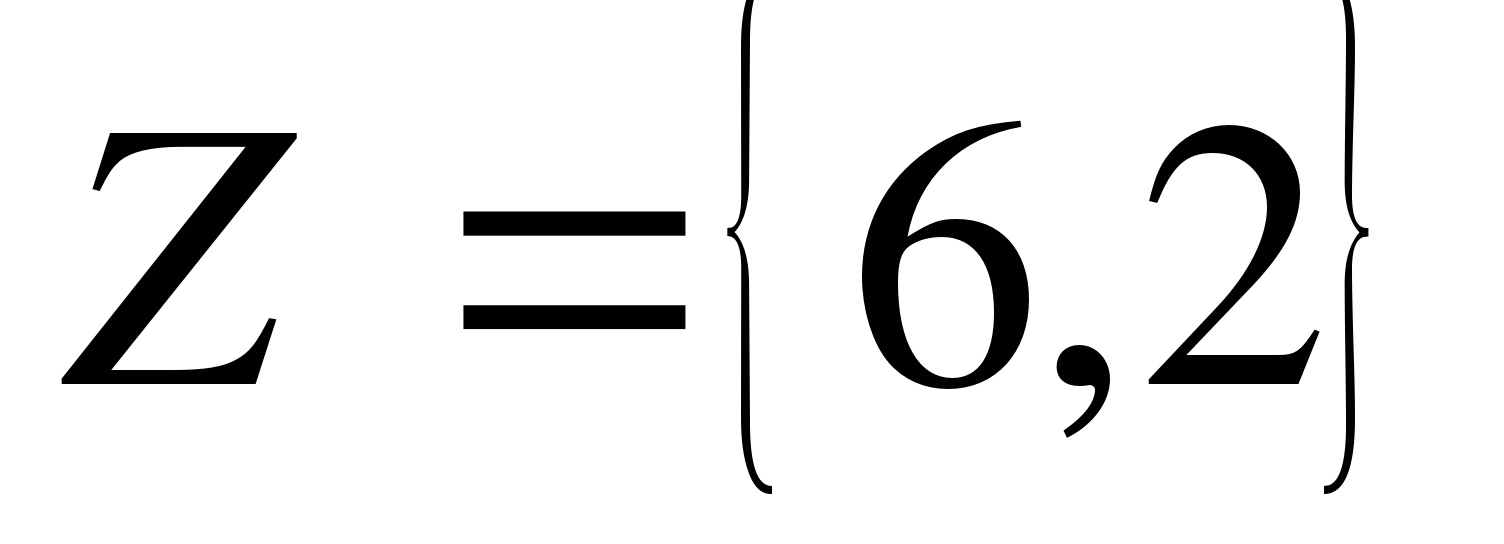 Z = { 6,2}